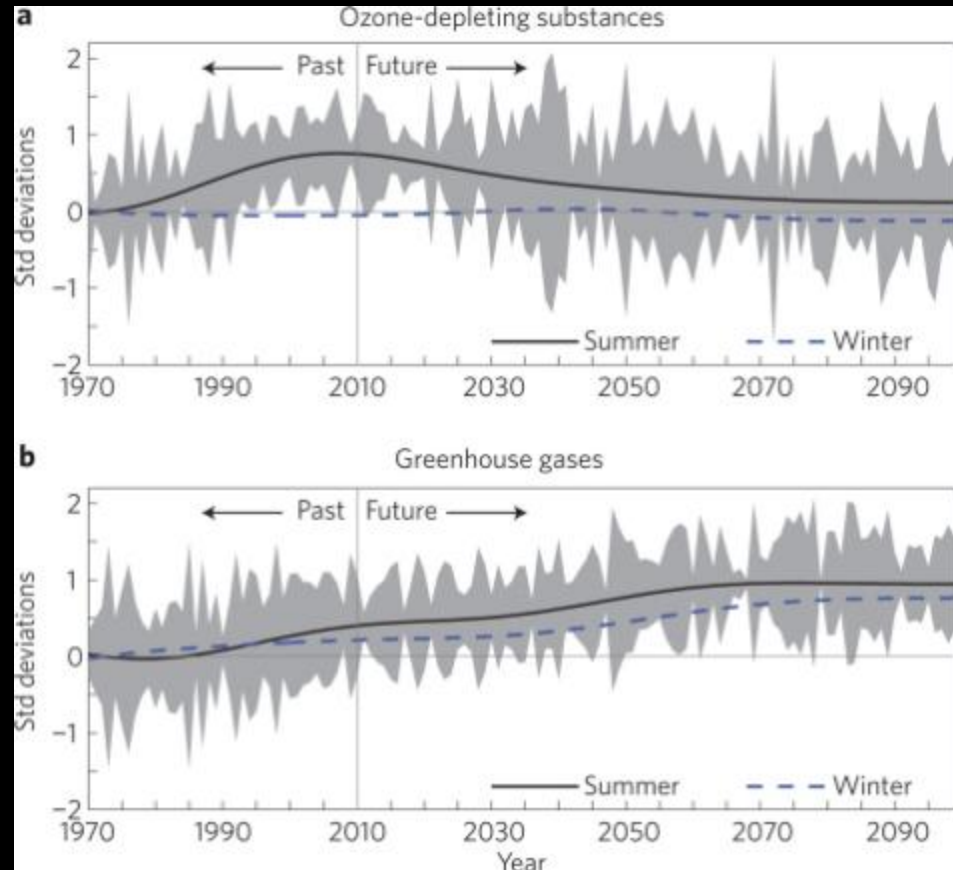 a
Ozone-depleting substances
Past Future
2
1
0
−1
−2
Std deviations
Summer Winter
1970 1990 2010 2030 2050 2070 2090
b
Greenhouse gases
Past Future
2
1
0
−1
−2
Std deviations
Summer Winter
1970 1990 2010 2030 2050 2070 2090
Year